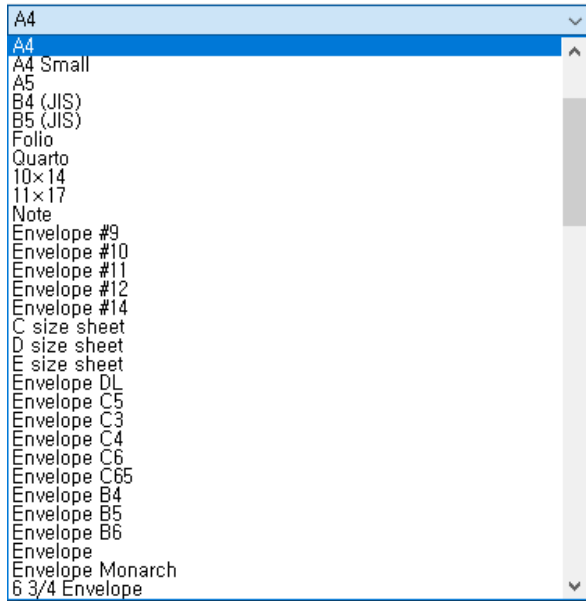 A4
A4
A4 Small
A5
B4 (JIS)
B5 (JIS)
Folio
Quarto
10×14
11×17
Note
Envelope #9
Envelope #10
Envelope #11
Envelope #12
Envelope #14
C size sheet
D size sheet
E size sheet
Envelope DL
Envelope C5
Envelope C3
Envelope C4
Envelope C6
Envelope C65
Envelope B4
Envelope B5
Envelope B6
Envelope
Envelope Monarch
6 3/4 Envelope